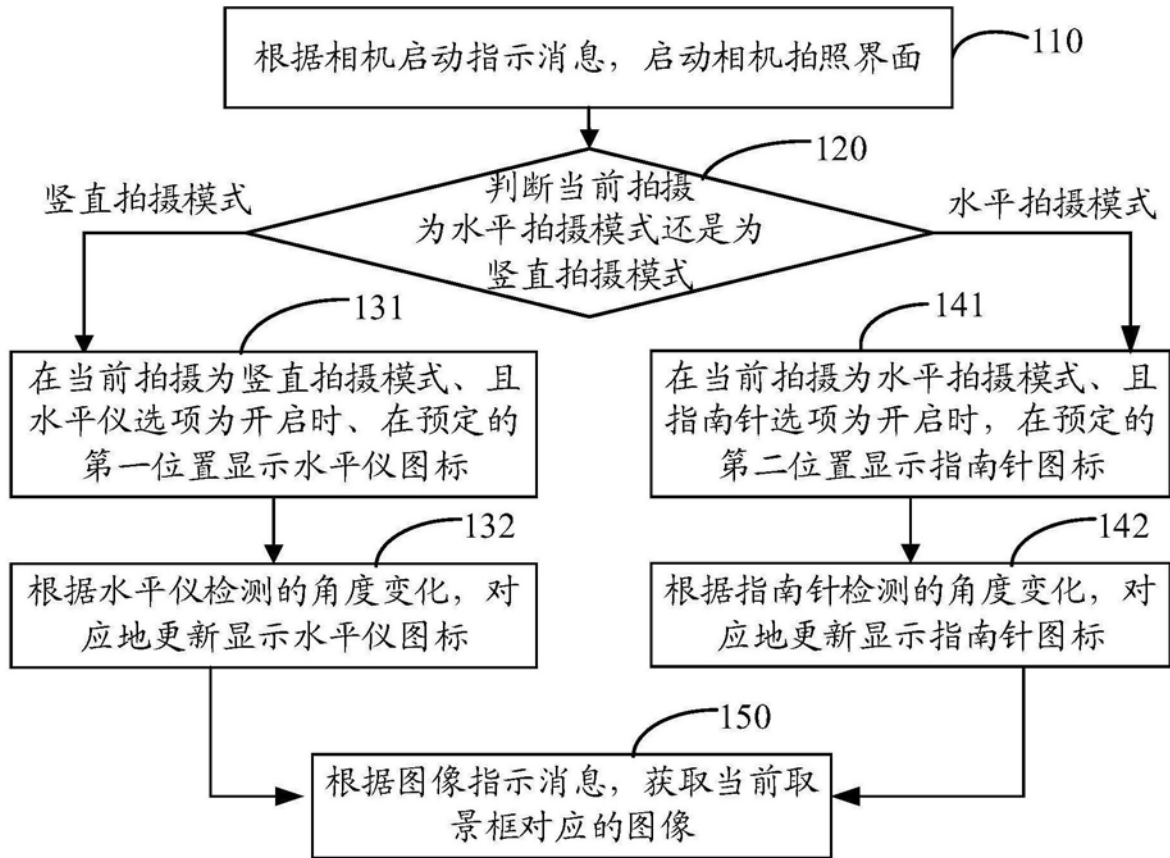 根据相机启动指示消息，启动相机拍照界面
110
120
判断当前拍摄
为水平拍摄模式还是为
竖直拍摄模式
竖直拍摄模式
水平拍摄模式
131
在当前拍摄为竖直拍摄模式、且
水平仪选项为开启时、在预定的
第一位置显示水平仪图标
141
在当前拍摄为水平拍摄模式、且
指南针选项为开启时，在预定的
第二位置显示指南针图标
132
根据水平仪检测的角度变化，对
应地更新显示水平仪图标
142
根据指南针检测的角度变化，对
应地更新显示指南针图标
150
根据图像指示消息，获取当前取
景框对应的图像